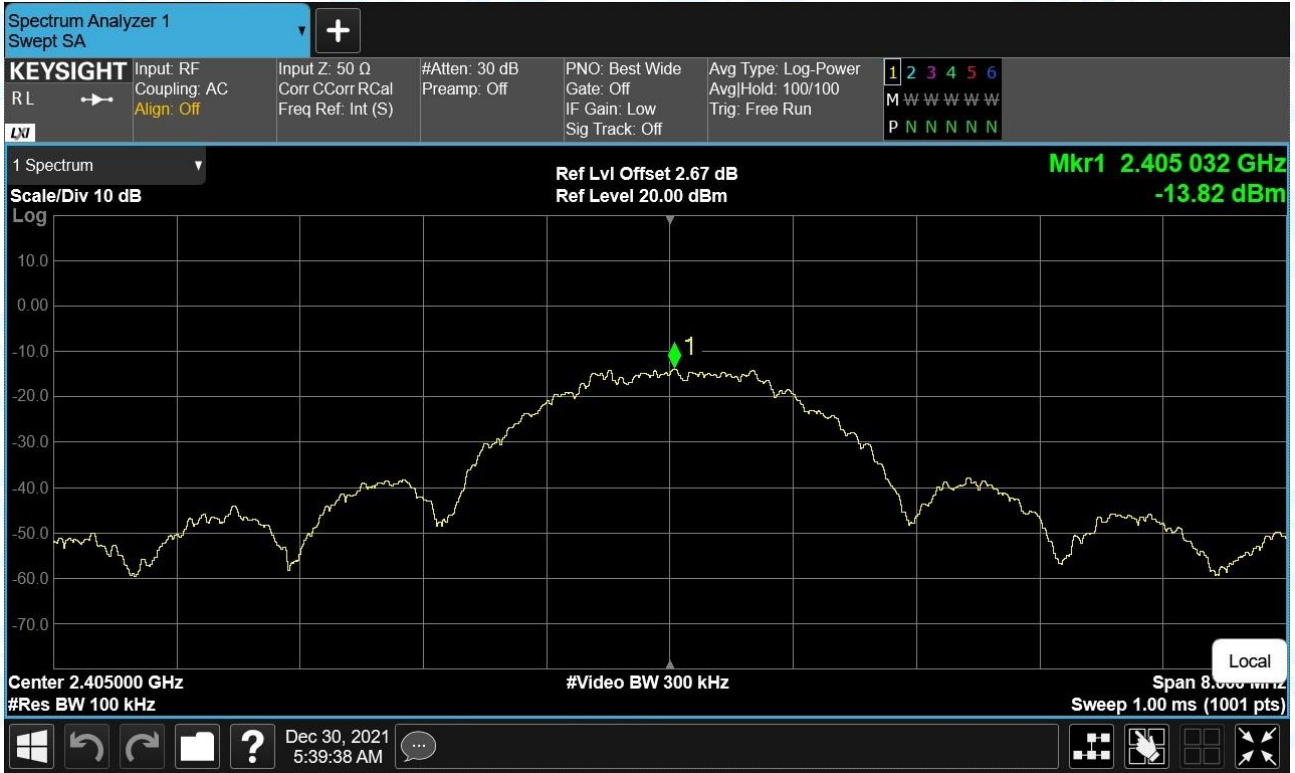 Spectrum Analyzer 1
Swept SA
+
KEYSIGHT
R L
LXI
Input: RF
Coupling: AC
Align: Off
Input Z: 50 Ω
Corr CCorr RCal
Freq Ref: Int (S)
#Atten: 30 dB
Preamp: Off
PNO: Best Wide
Gate: Off
IF Gain: Low
Sig Track: Off
Avg Type: Log-Power
Avg|Hold: 100/100
Trig: Free Run
1 2 3 4 5 6
M W W W W W
P N N N N N
1 Spectrum
Scale/Div 10 dB
Log
Ref Lvl Offset 2.67 dB
Ref Level 20.00 dBm
Mkr1 2.405 032 GHz
-13.82 dBm
10.0
0.00
-10.0
1
-20.0
-30.0
-40.0
-50.0
-60.0
-70.0
Local
Center 2.405000 GHz
#Video BW 300 kHz
Span 8.000 MHz
#Res BW 100 kHz
Sweep 1.00 ms (1001 pts)
?
Dec 30, 2021
5:39:38 AM